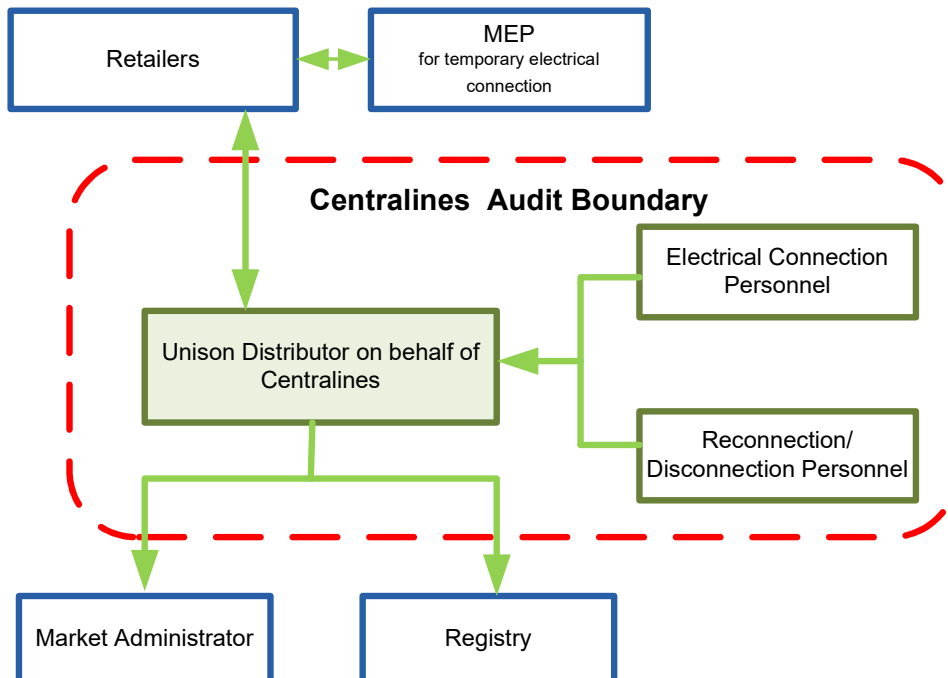 Retailers
MEP
for temporary electrical
connection
Centralines Audit Boundary
Electrical Connection
Personnel
Unison Distributor on behalf of
Centralines
Reconnection/
Disconnection Personnel
Market Administrator
Registry